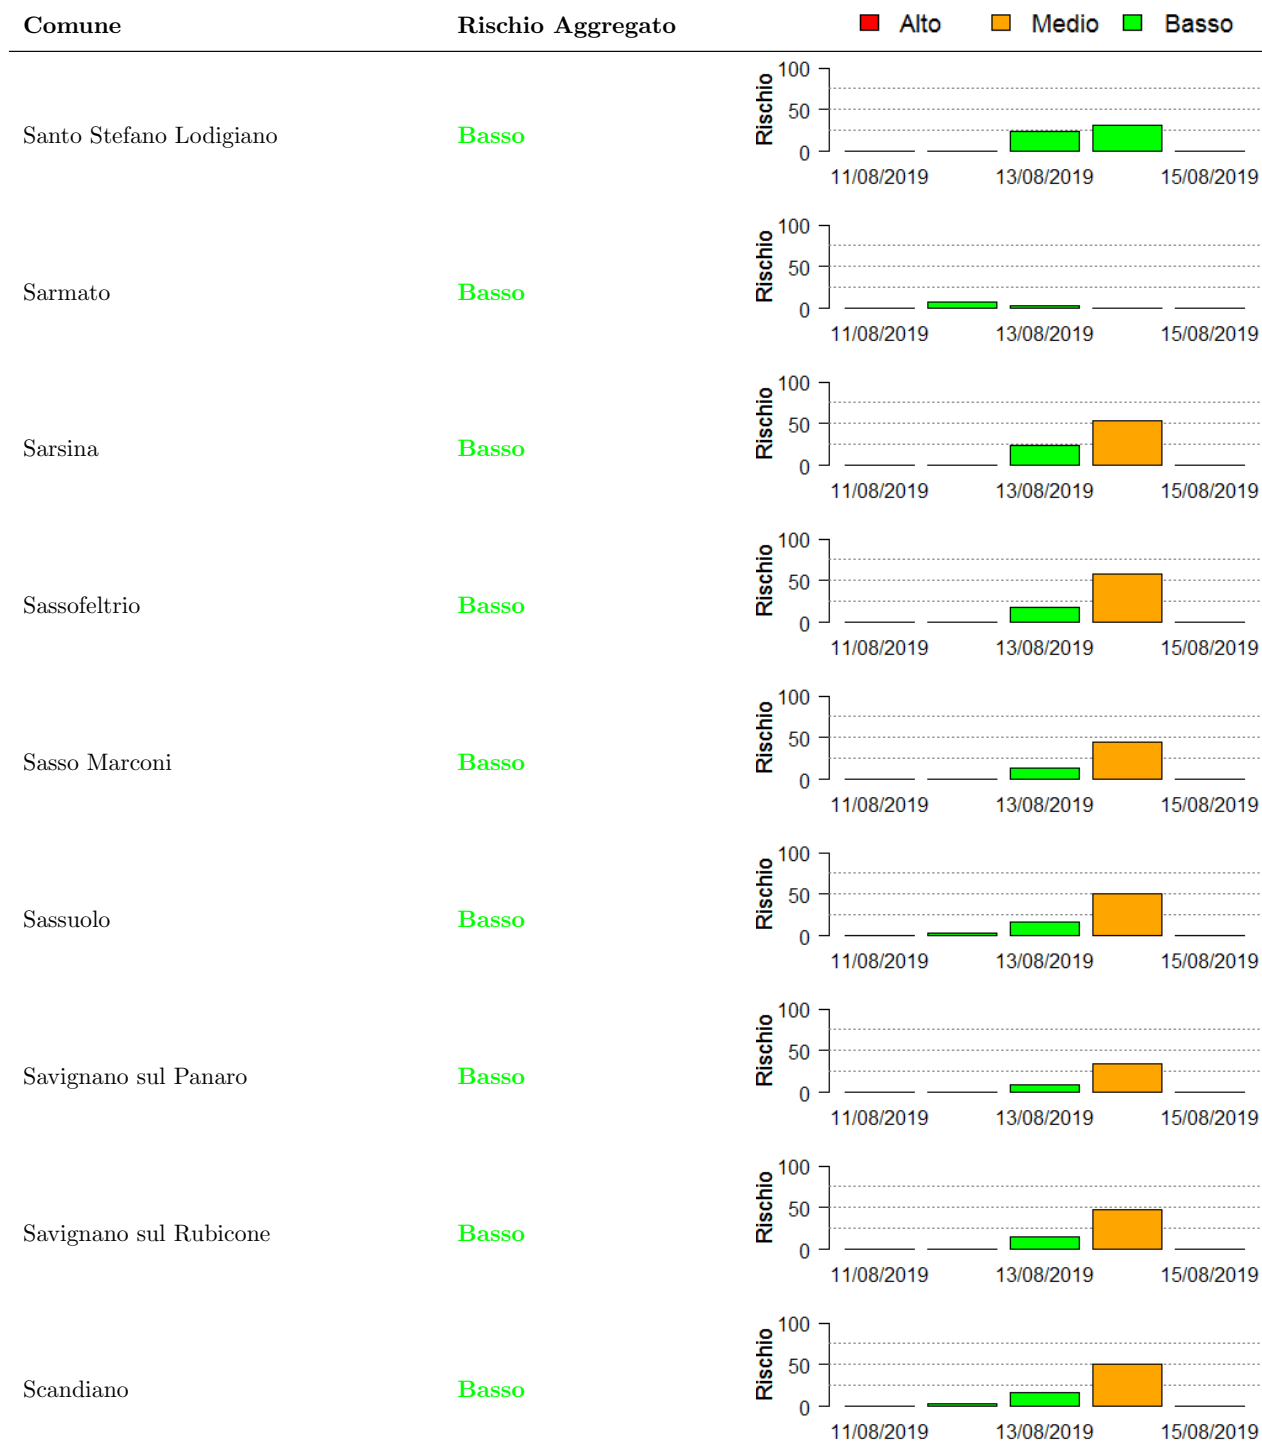 Comune Rischio Aggregato Alto Medio Basso
100
50
0
Rischio
Santo Stefano Lodigiano Basso
11/08/2019 13/08/2019 15/08/2019
100
50
0
Rischio
Sarmato Basso
11/08/2019 13/08/2019 15/08/2019
100
50
0
Rischio
Sarsina Basso
11/08/2019 13/08/2019 15/08/2019
100
50
0
Rischio
Sassofeltrio Basso
11/08/2019 13/08/2019 15/08/2019
100
50
0
Rischio
Sasso Marconi Basso
11/08/2019 13/08/2019 15/08/2019
100
50
0
Rischio
Sassuolo Basso
11/08/2019 13/08/2019 15/08/2019
100
50
0
Rischio
Savignano sul Panaro Basso
11/08/2019 13/08/2019 15/08/2019
100
50
0
Rischio
Savignano sul Rubicone Basso
11/08/2019 13/08/2019 15/08/2019
100
50
0
Rischio
Scandiano Basso
11/08/2019 13/08/2019 15/08/2019